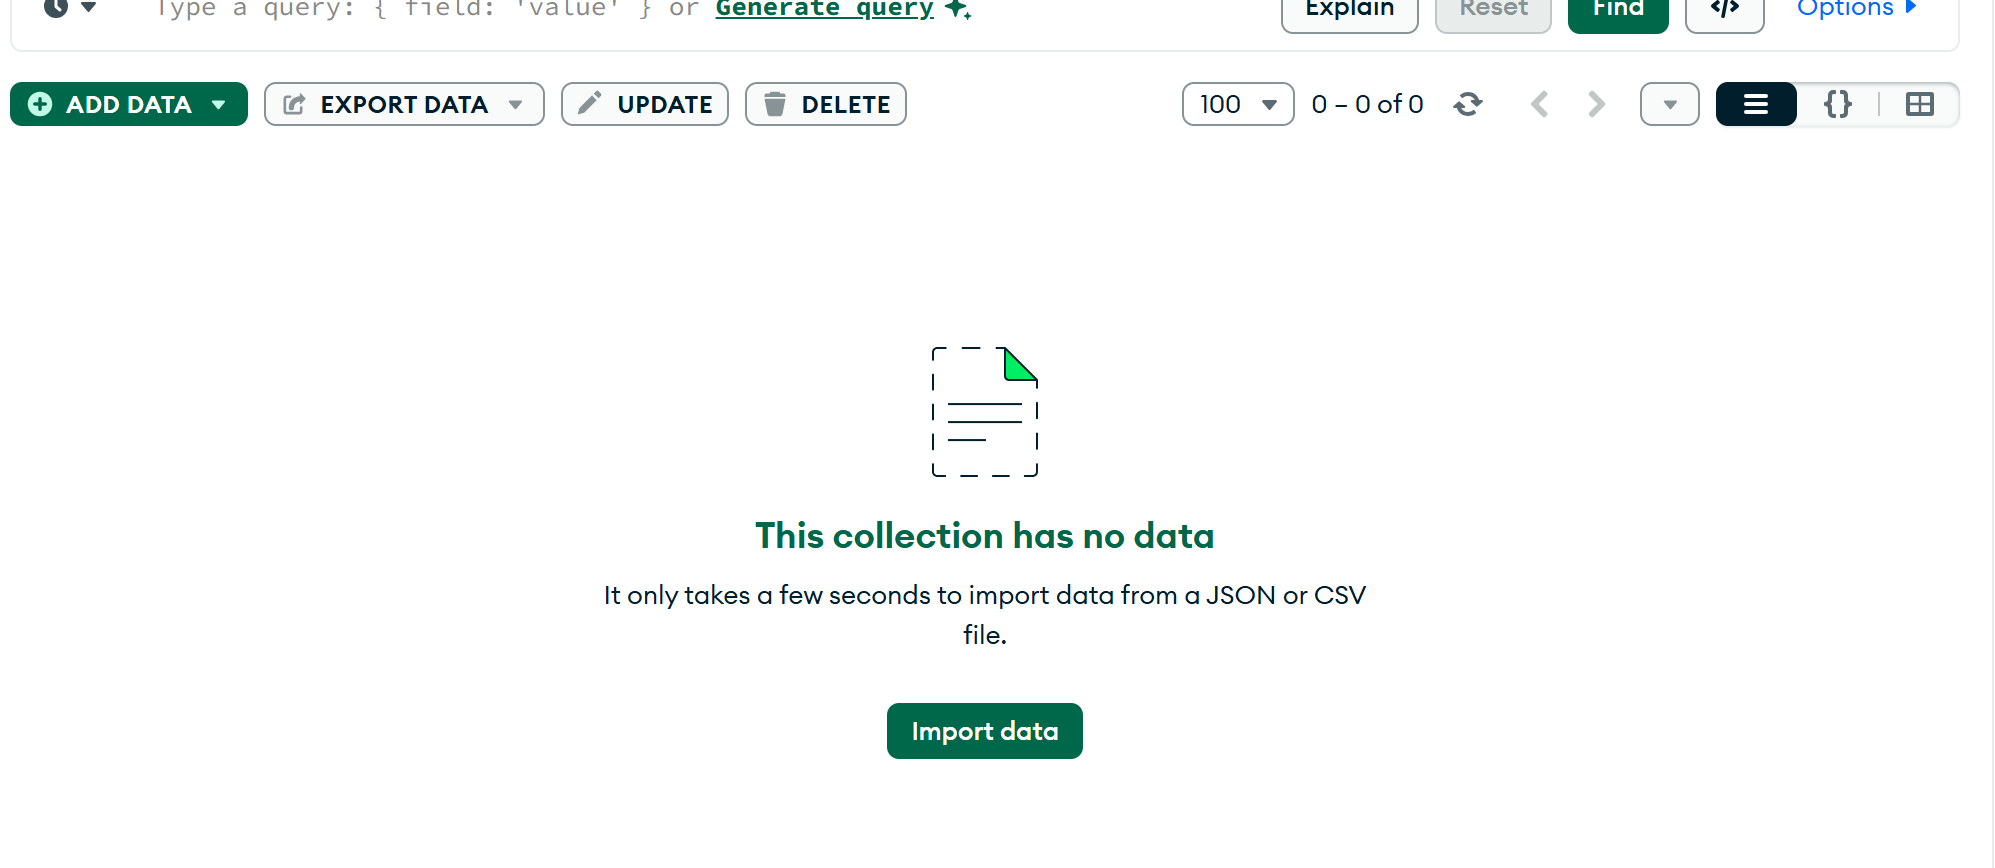 Type a query: { field: 'value' } or Generate query
Explain
Reset
Find
</>
Options
ADD DATA
EXPORT DATA
UPDATE
DELETE
100
0 – 0 of 0
{}
This collection has no data
It only takes a few seconds to import data from a JSON or CSV
file.
Import data